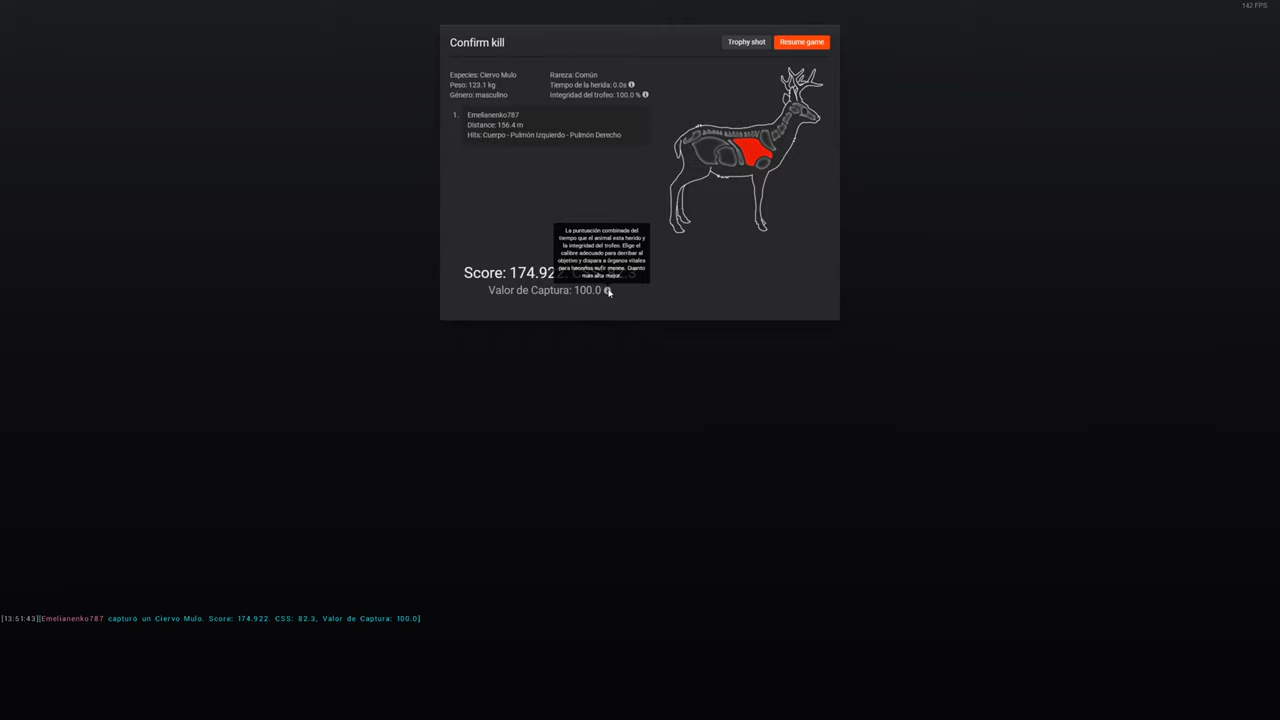 142 FPS
Confirm kill
Trophy shot
Resume game
Especies: Ciervo Mulo
Rareza: Común
Peso: 123.1 kg
Tiempo de la herida: 0.0s
Género: masculino
Integridad del trofeo: 100.0 %
1. Emelianenko787
Distance: 156.4 m
Hits: Cuerpo - Pulmón Izquierdo - Pulmón Derecho
La puntuación combinada del
tiempo que el animal esta herido y
la integridad del trofeo. Elige el
calibre adecuado para derribar al
objetivo y dispara a órganos vitales
para hacerlos sufrir menos. Cuanto
más alta mejor.
Score: 174.92
Valor de Captura: 100.0
[13:51:43][Emelianenko787 capturó un Ciervo Mulo. Score: 174.922. CSS: 82.3, Valor de Captura: 100.0]